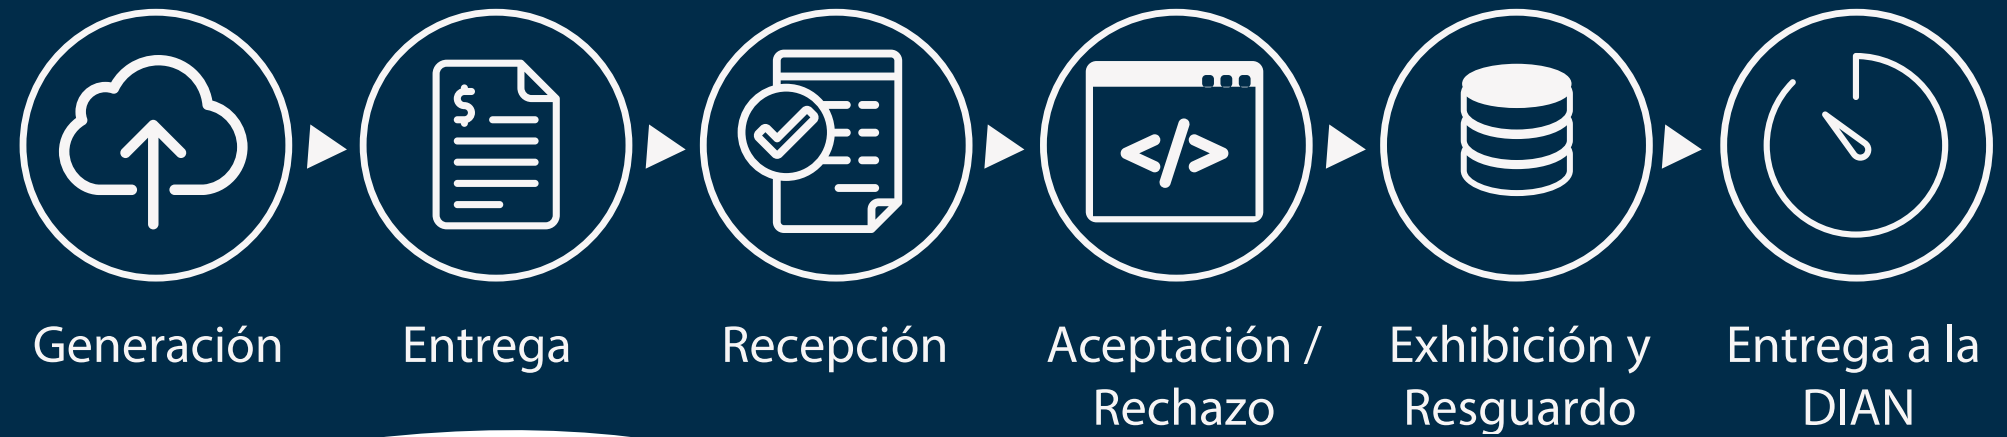 Generación
Entrega
Recepción
Aceptación /
Rechazo
Exhibición y
Resguardo
Entrega a la
DIAN
$
</>